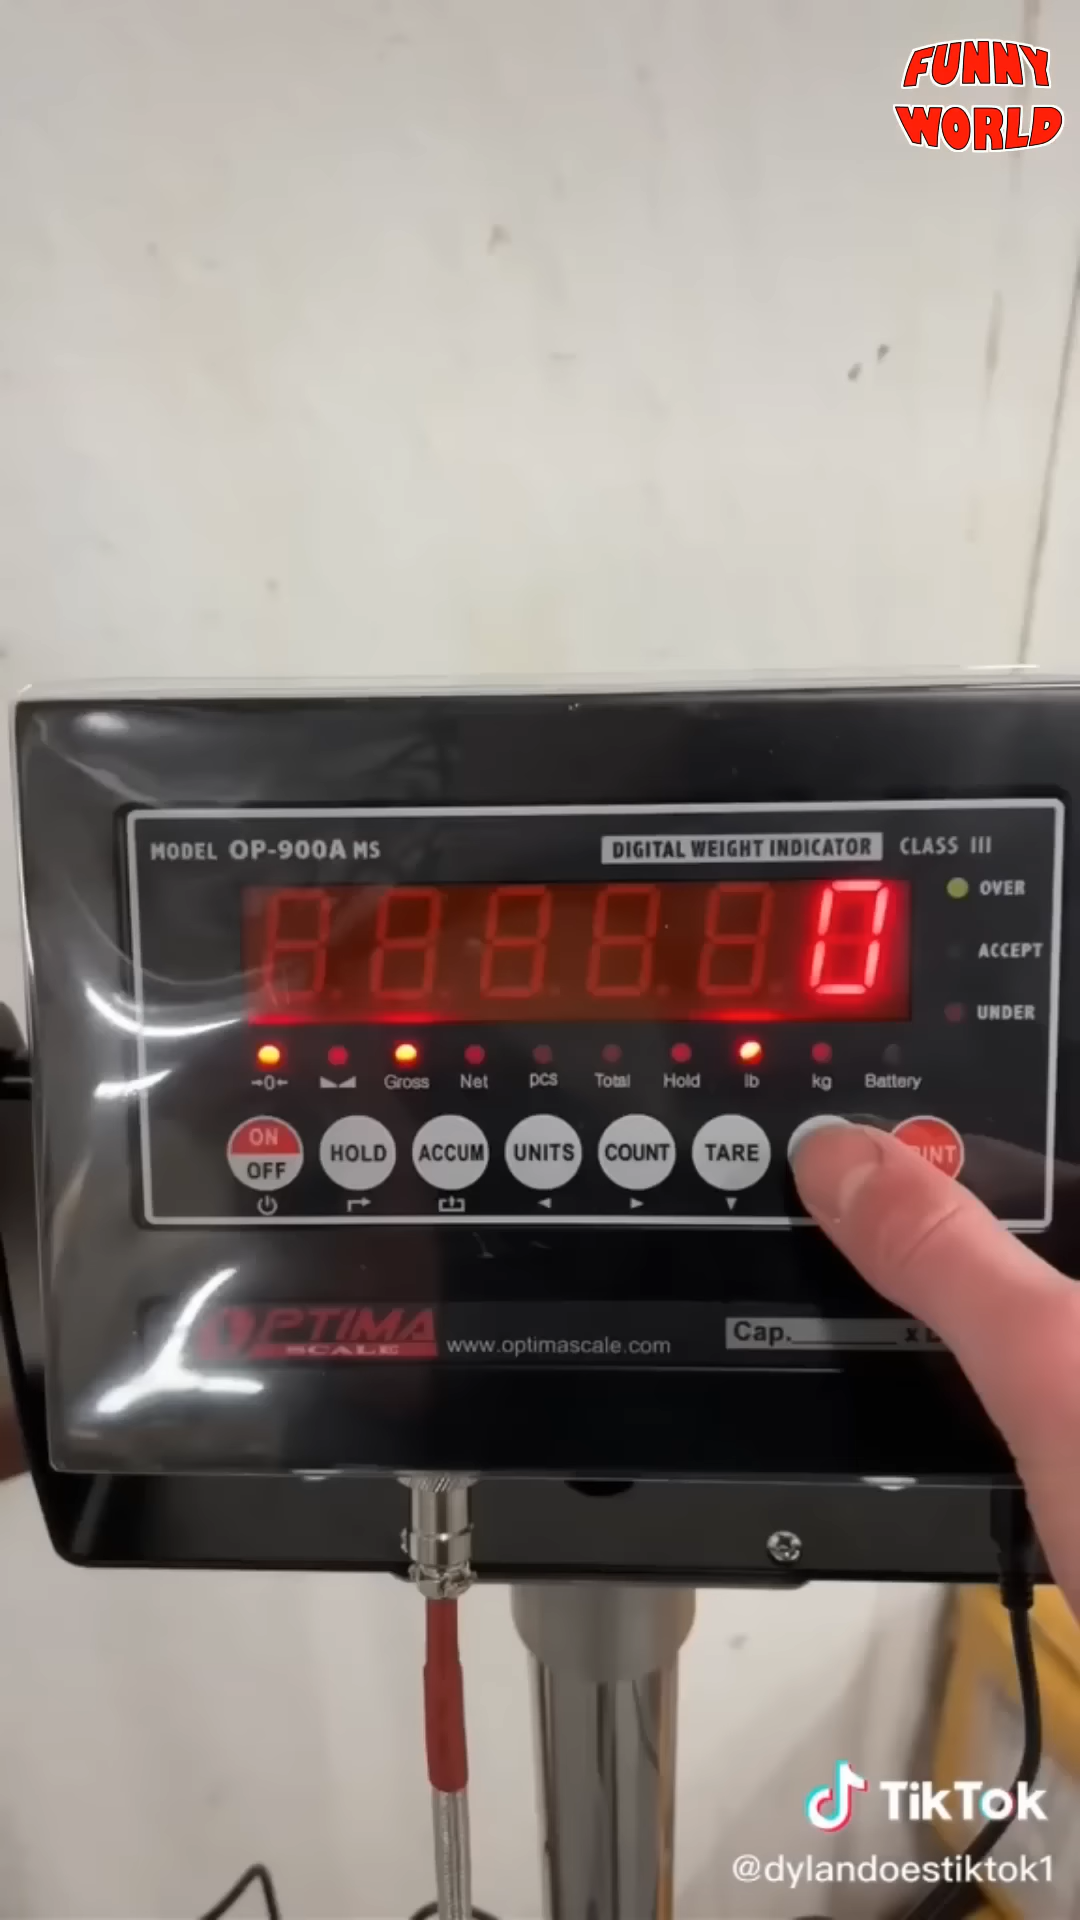 FUNNY
WORLD
MODEL OP-900A MS
DIGITAL WEIGHT INDICATOR CLASS III
0
OVER
ACCEPT
UNDER
→0← Gross Net pcs Total Hold lb kg Battery
ON
OFF
HOLD
ACCUM
UNITS
COUNT
TARE
OPTIMA
SCALE
www.optimascale.com
Cap.________ x
TikTok
@dylandoestiktok1